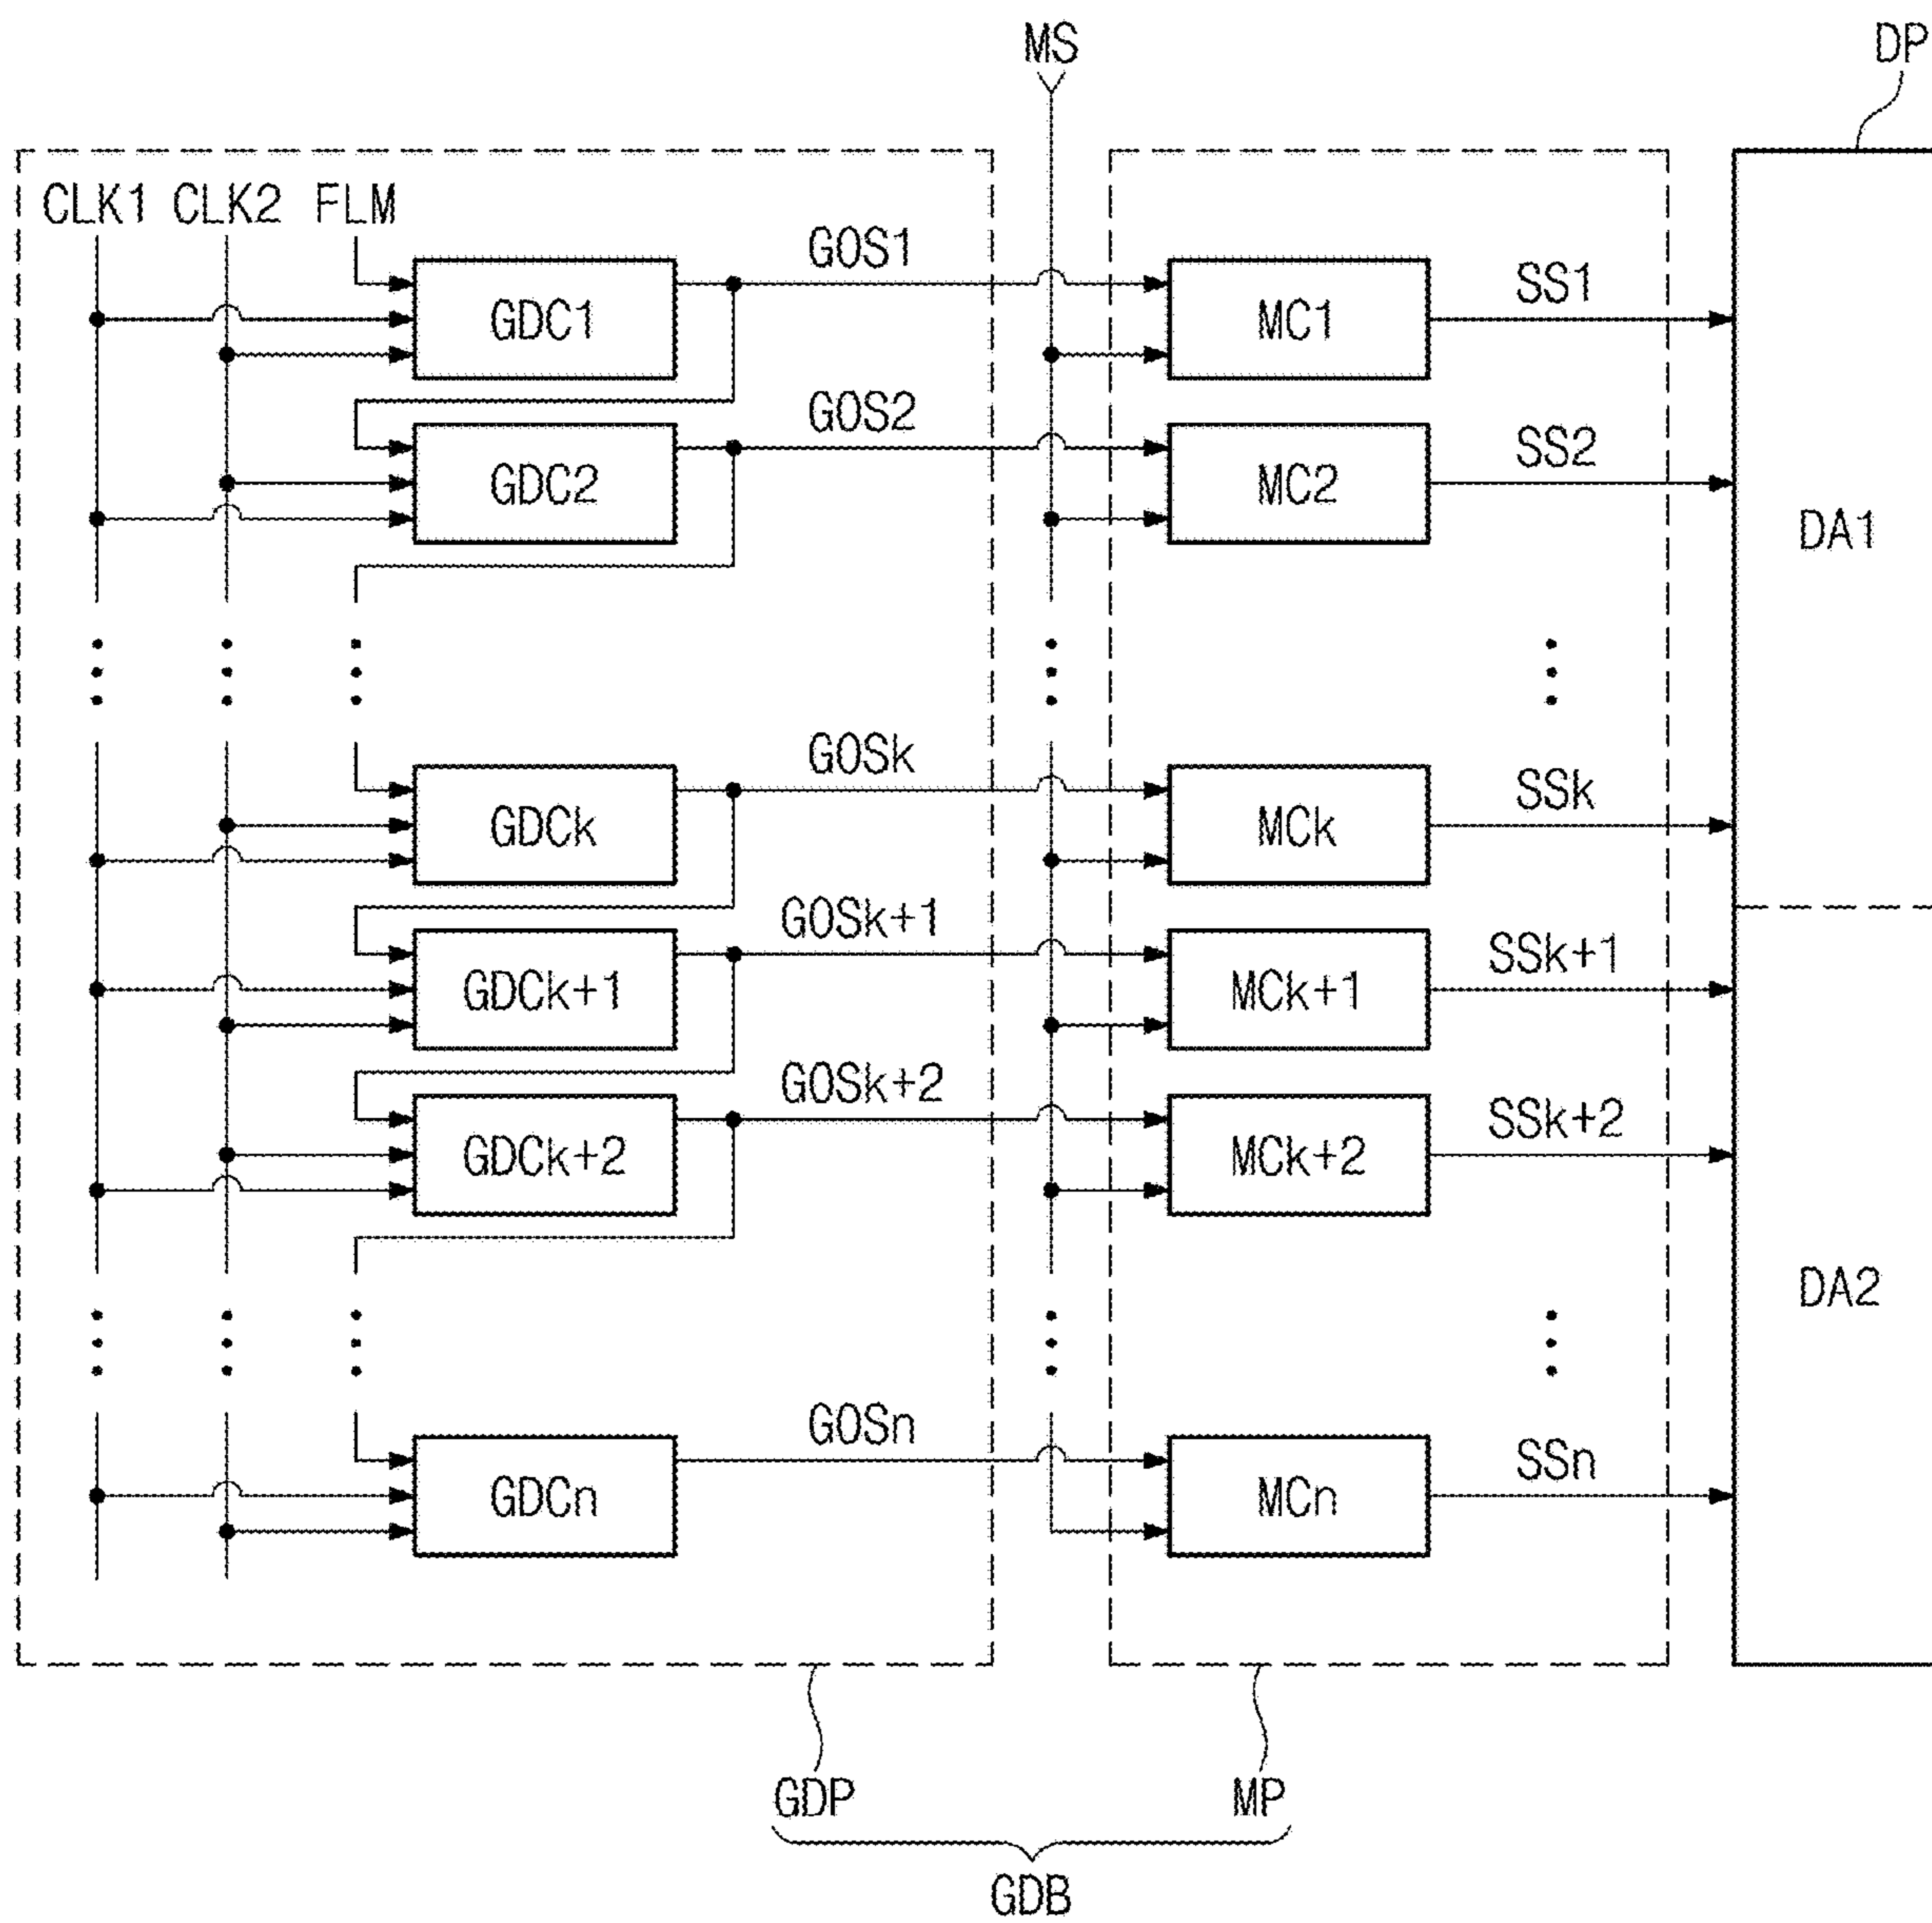 MS
DP
CLK1 CLK2 FLM
GOS1
GDC1
MC1
SS1
GOS2
GDC2
MC2
SS2
DA1
GOSk
GDCk
MCk
SSk
GOSk+1
GDCk+1
MCk+1
SSk+1
GOSk+2
GDCk+2
MCk+2
SSk+2
DA2
GOSn
GDCn
MCn
SSn
GDP
MP
GDB